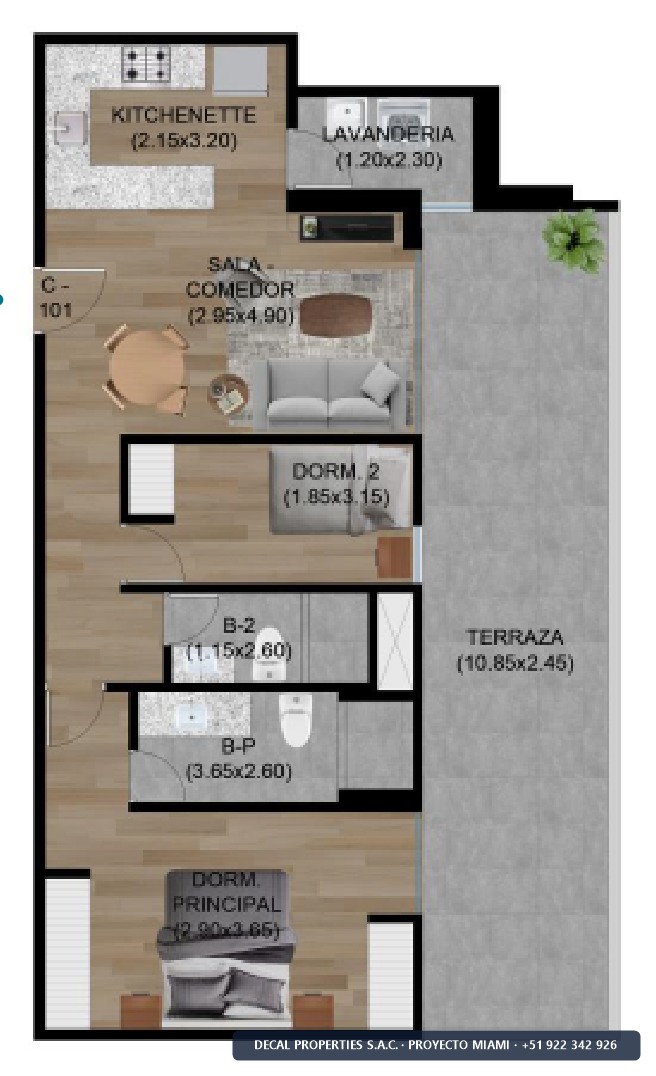 KITCHENETTE
(2.15x3.20)
LAVANDERIA
(1.20x2.30)
C -
101
SALA -
COMEDOR
(2.95x4.90)
DORM. 2
(1.85x3.15)
B-2
(1.15x2.60)
TERRAZA
(10.85x2.45)
B-P
(3.65x2.60)
DORM.
PRINCIPAL
(2.90x3.65)
DECAL PROPERTIES S.A.C. · PROYECTO MIAMI · +51 922 342 926